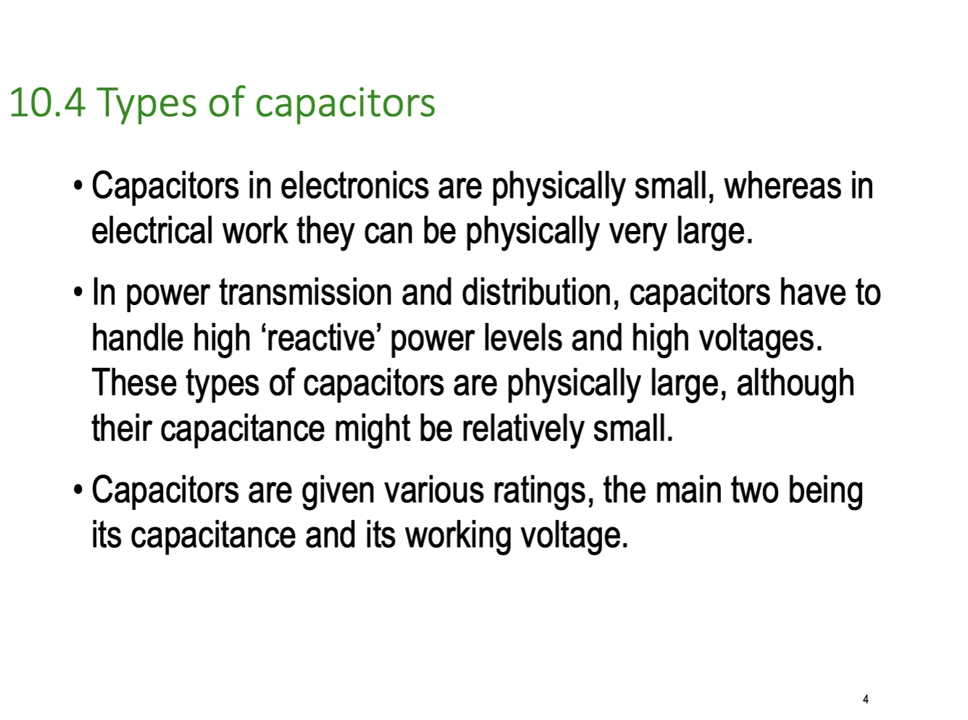 10.4 Types of capacitors
• Capacitors in electronics are physically small, whereas in
electrical work they can be physically very large.
• In power transmission and distribution, capacitors have to
handle high ‘reactive’ power levels and high voltages.
These types of capacitors are physically large, although
their capacitance might be relatively small.
• Capacitors are given various ratings, the main two being
its capacitance and its working voltage.
4